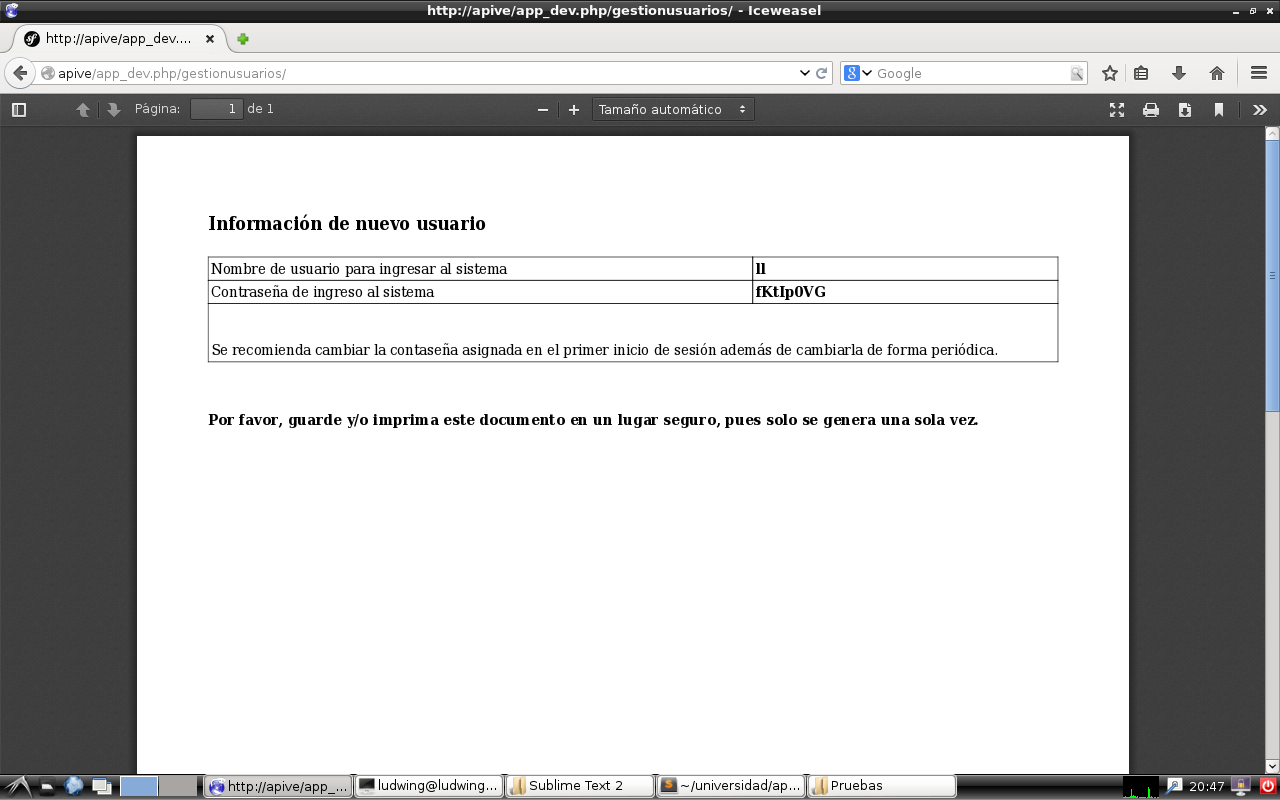 http://apive/app_dev.php/gestionusuarios/ - Iceweasel
http://apive/app_dev....
apive/app_dev.php/gestionusuarios/
Google
Página: 1 de 1
Tamaño automático
Información de nuevo usuario
Nombre de usuario para ingresar al sistema ll
Contraseña de ingreso al sistema fKtIp0VG
Se recomienda cambiar la contaseña asignada en el primer inicio de sesión además de cambiarla de forma periódica.
Por favor, guarde y/o imprima este documento en un lugar seguro, pues solo se genera una sola vez.
http://apive/app_... ludwing@ludwing... Sublime Text 2 ~/universidad/ap... Pruebas 20:47